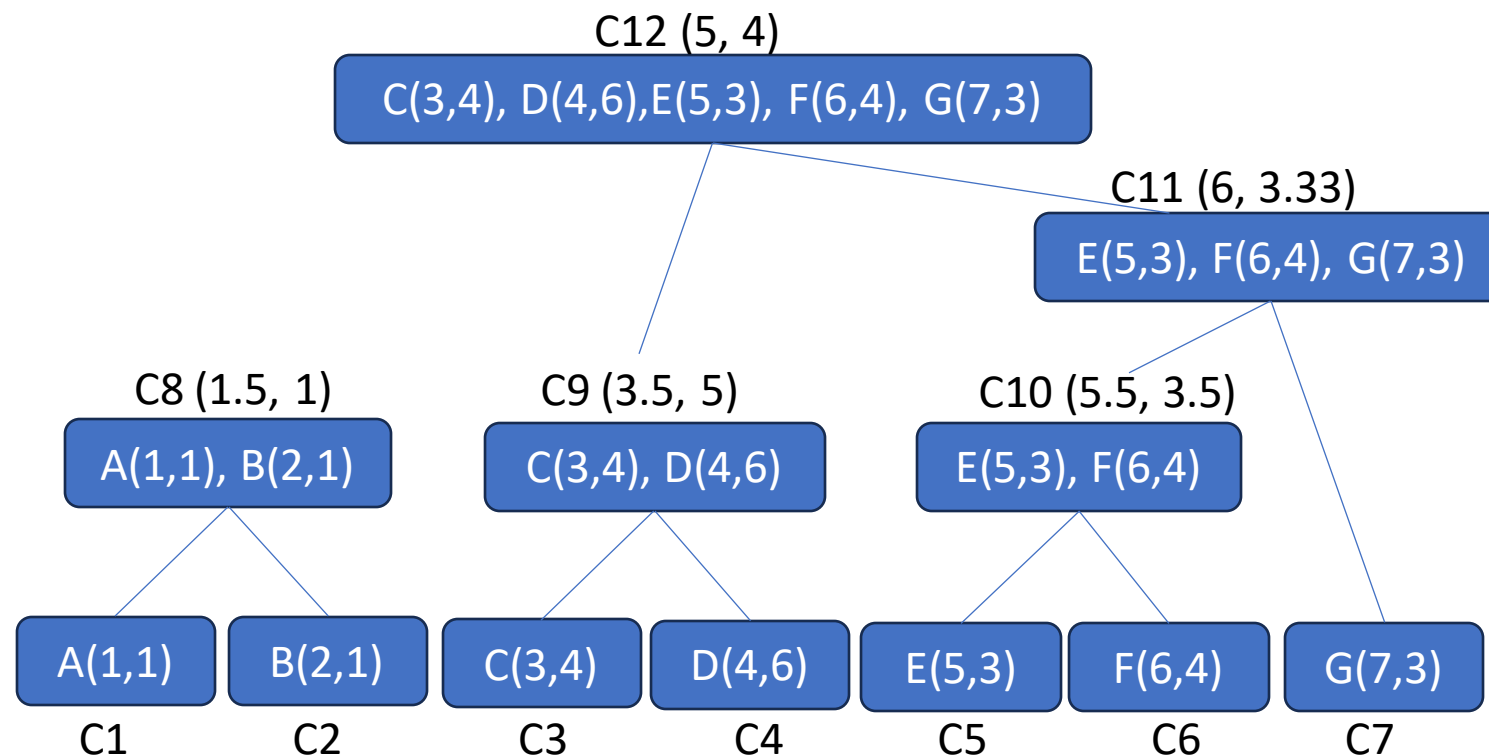 C12 (5, 4)
C(3,4), D(4,6),E(5,3), F(6,4), G(7,3)
C11 (6, 3.33)
E(5,3), F(6,4), G(7,3)
C8 (1.5, 1)
C9 (3.5, 5)
C10 (5.5, 3.5)
A(1,1), B(2,1)
C(3,4), D(4,6)
E(5,3), F(6,4)
A(1,1)
B(2,1)
C(3,4)
D(4,6)
E(5,3)
F(6,4)
G(7,3)
C1
C2
C3
C4
C5
C6
C7